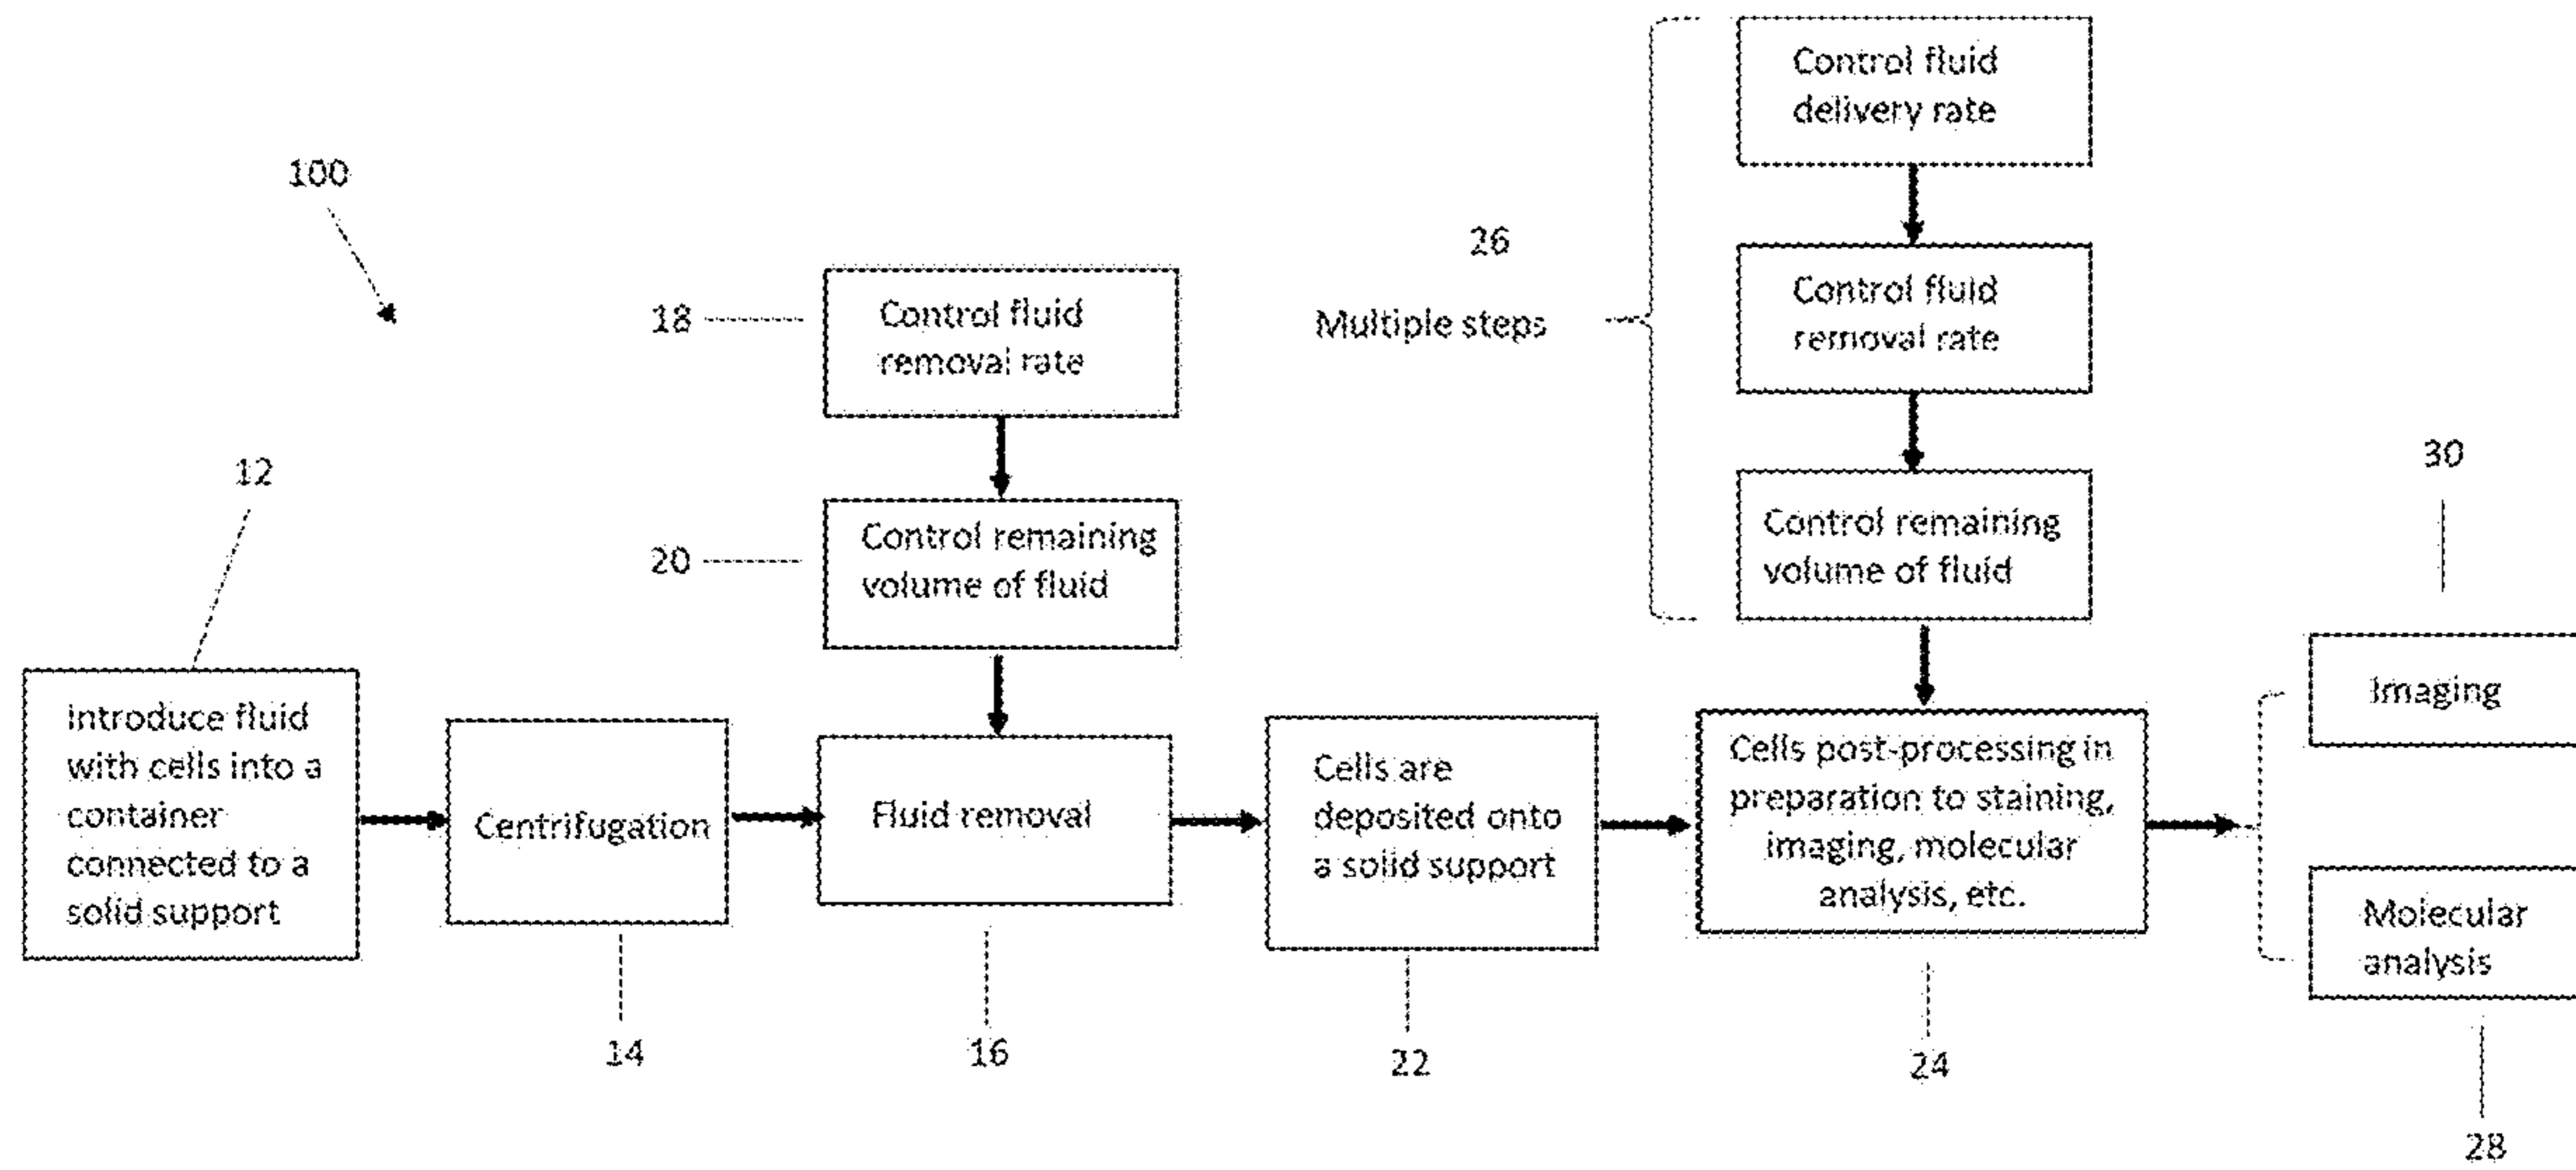 100
12
Introduce fluid
with cells into a
container
connected to a
solid support
Centrifugation
14
18
Control fluid
removal rate
20
Control remaining
volume of fluid
Fluid removal
16
Cells are
deposited onto
a solid support
22
26
Multiple steps
Control fluid
delivery rate
Control fluid
removal rate
Control remaining
volume of fluid
Cells post-processing in
preparation to staining,
imaging, molecular
analysis, etc.
24
30
Imaging
Molecular
analysis
28